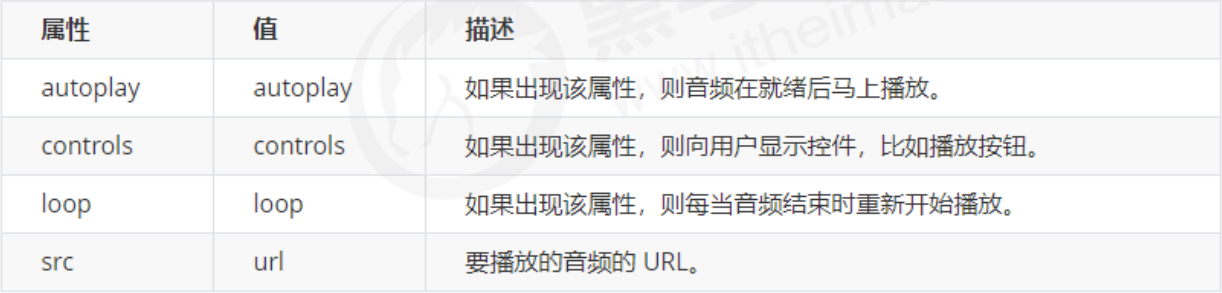 属性 值 描述
autoplay autoplay 如果出现该属性，则音频在就绪后马上播放。
controls controls 如果出现该属性，则向用户显示控件，比如播放按钮。
loop loop 如果出现该属性，则每当音频结束时重新开始播放。
src url 要播放的音频的 URL。